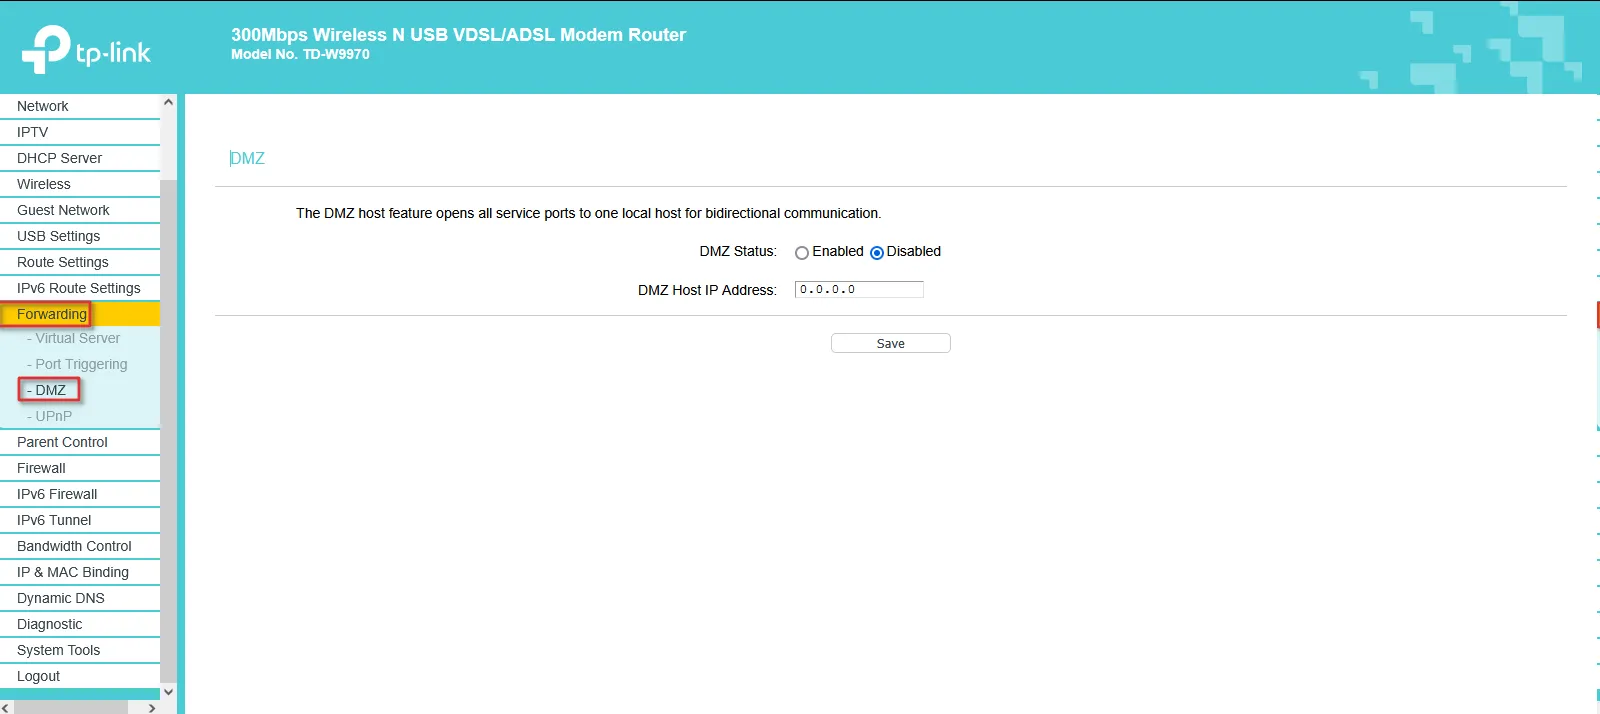 tp-link
300Mbps Wireless N USB VDSL/ADSL Modem Router
Model No. TD-W9970
Network
IPTV
DHCP Server
Wireless
Guest Network
USB Settings
Route Settings
IPv6 Route Settings
Forwarding
- Virtual Server
- Port Triggering
- DMZ
- UPnP
Parent Control
Firewall
IPv6 Firewall
IPv6 Tunnel
Bandwidth Control
IP & MAC Binding
Dynamic DNS
Diagnostic
System Tools
Logout
DMZ
The DMZ host feature opens all service ports to one local host for bidirectional communication.
DMZ Status: Enabled Disabled
DMZ Host IP Address: 0.0.0.0
Save